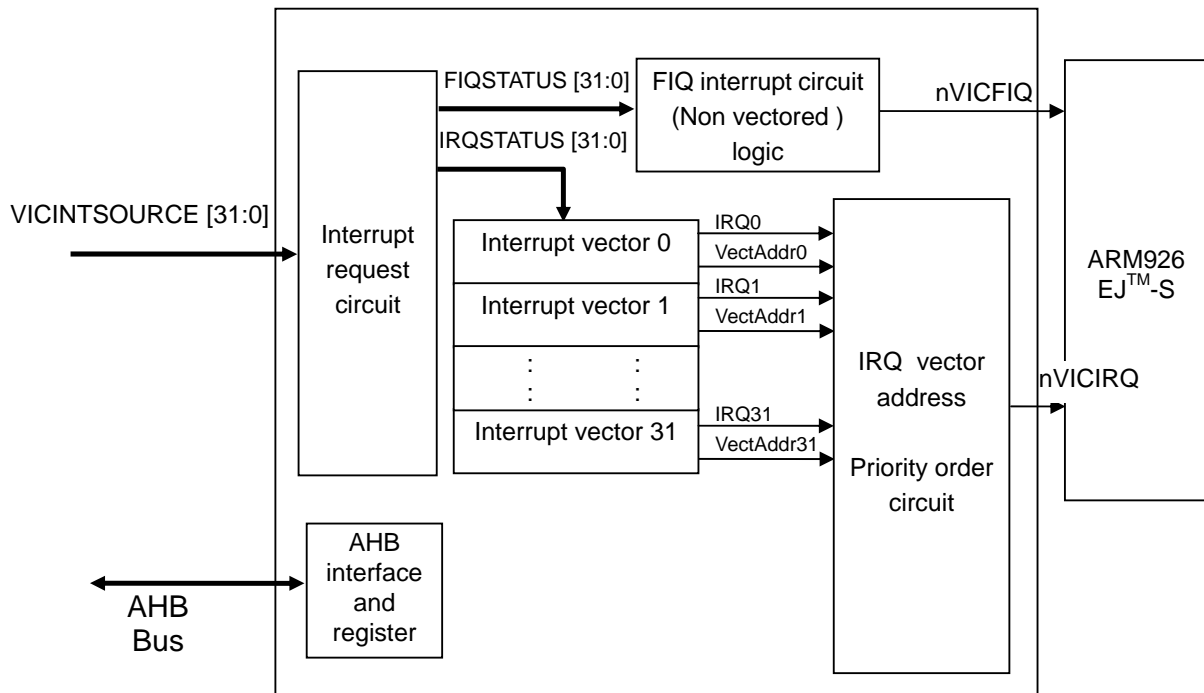 FIQSTATUS [31:0]
FIQ interrupt circuit
(Non vectored )
logic
nVICFIQ
IRQSTATUS [31:0]
VICINTSOURCE [31:0]
Interrupt
request
circuit
Interrupt vector 0
IRQ0
VectAddr0
Interrupt vector 1
IRQ1
VectAddr1
: :
: :
Interrupt vector 31
IRQ31
VectAddr31
IRQ vector
address
Priority order
circuit
nVICIRQ
ARM926
EJTM-S
AHB
interface
and
register
AHB
Bus